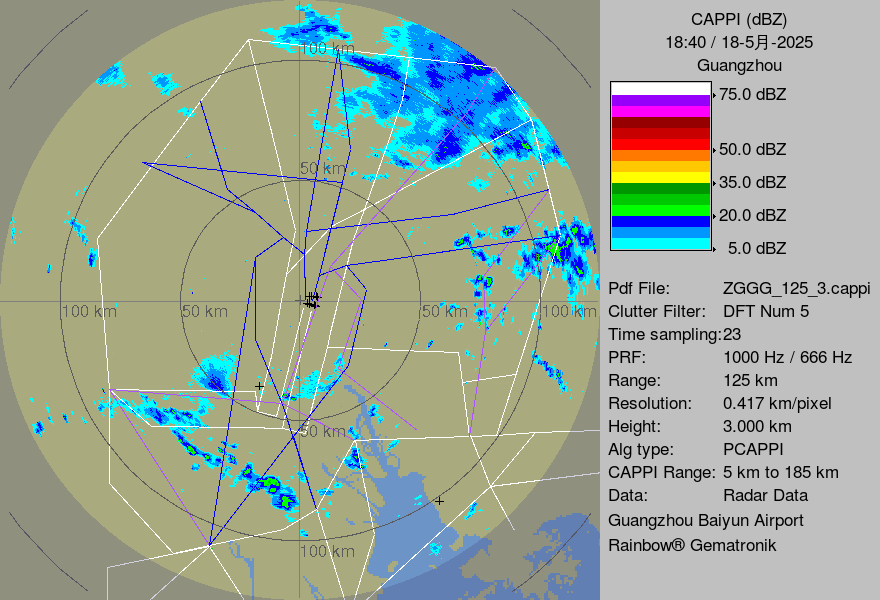 CAPPI (dBZ)
18:40 / 18-5月-2025
Guangzhou
75.0 dBZ
50.0 dBZ
35.0 dBZ
20.0 dBZ
5.0 dBZ
Pdf File: ZGGG_125_3.cappi
Clutter Filter: DFT Num 5
Time sampling:23
PRF: 1000 Hz / 666 Hz
Range: 125 km
Resolution: 0.417 km/pixel
Height: 3.000 km
Alg type: PCAPPI
CAPPI Range: 5 km to 185 km
Data: Radar Data
Guangzhou Baiyun Airport
Rainbow® Gematronik
100 km
50 km
100 km
50 km
50 km
100 km
50 km
100 km